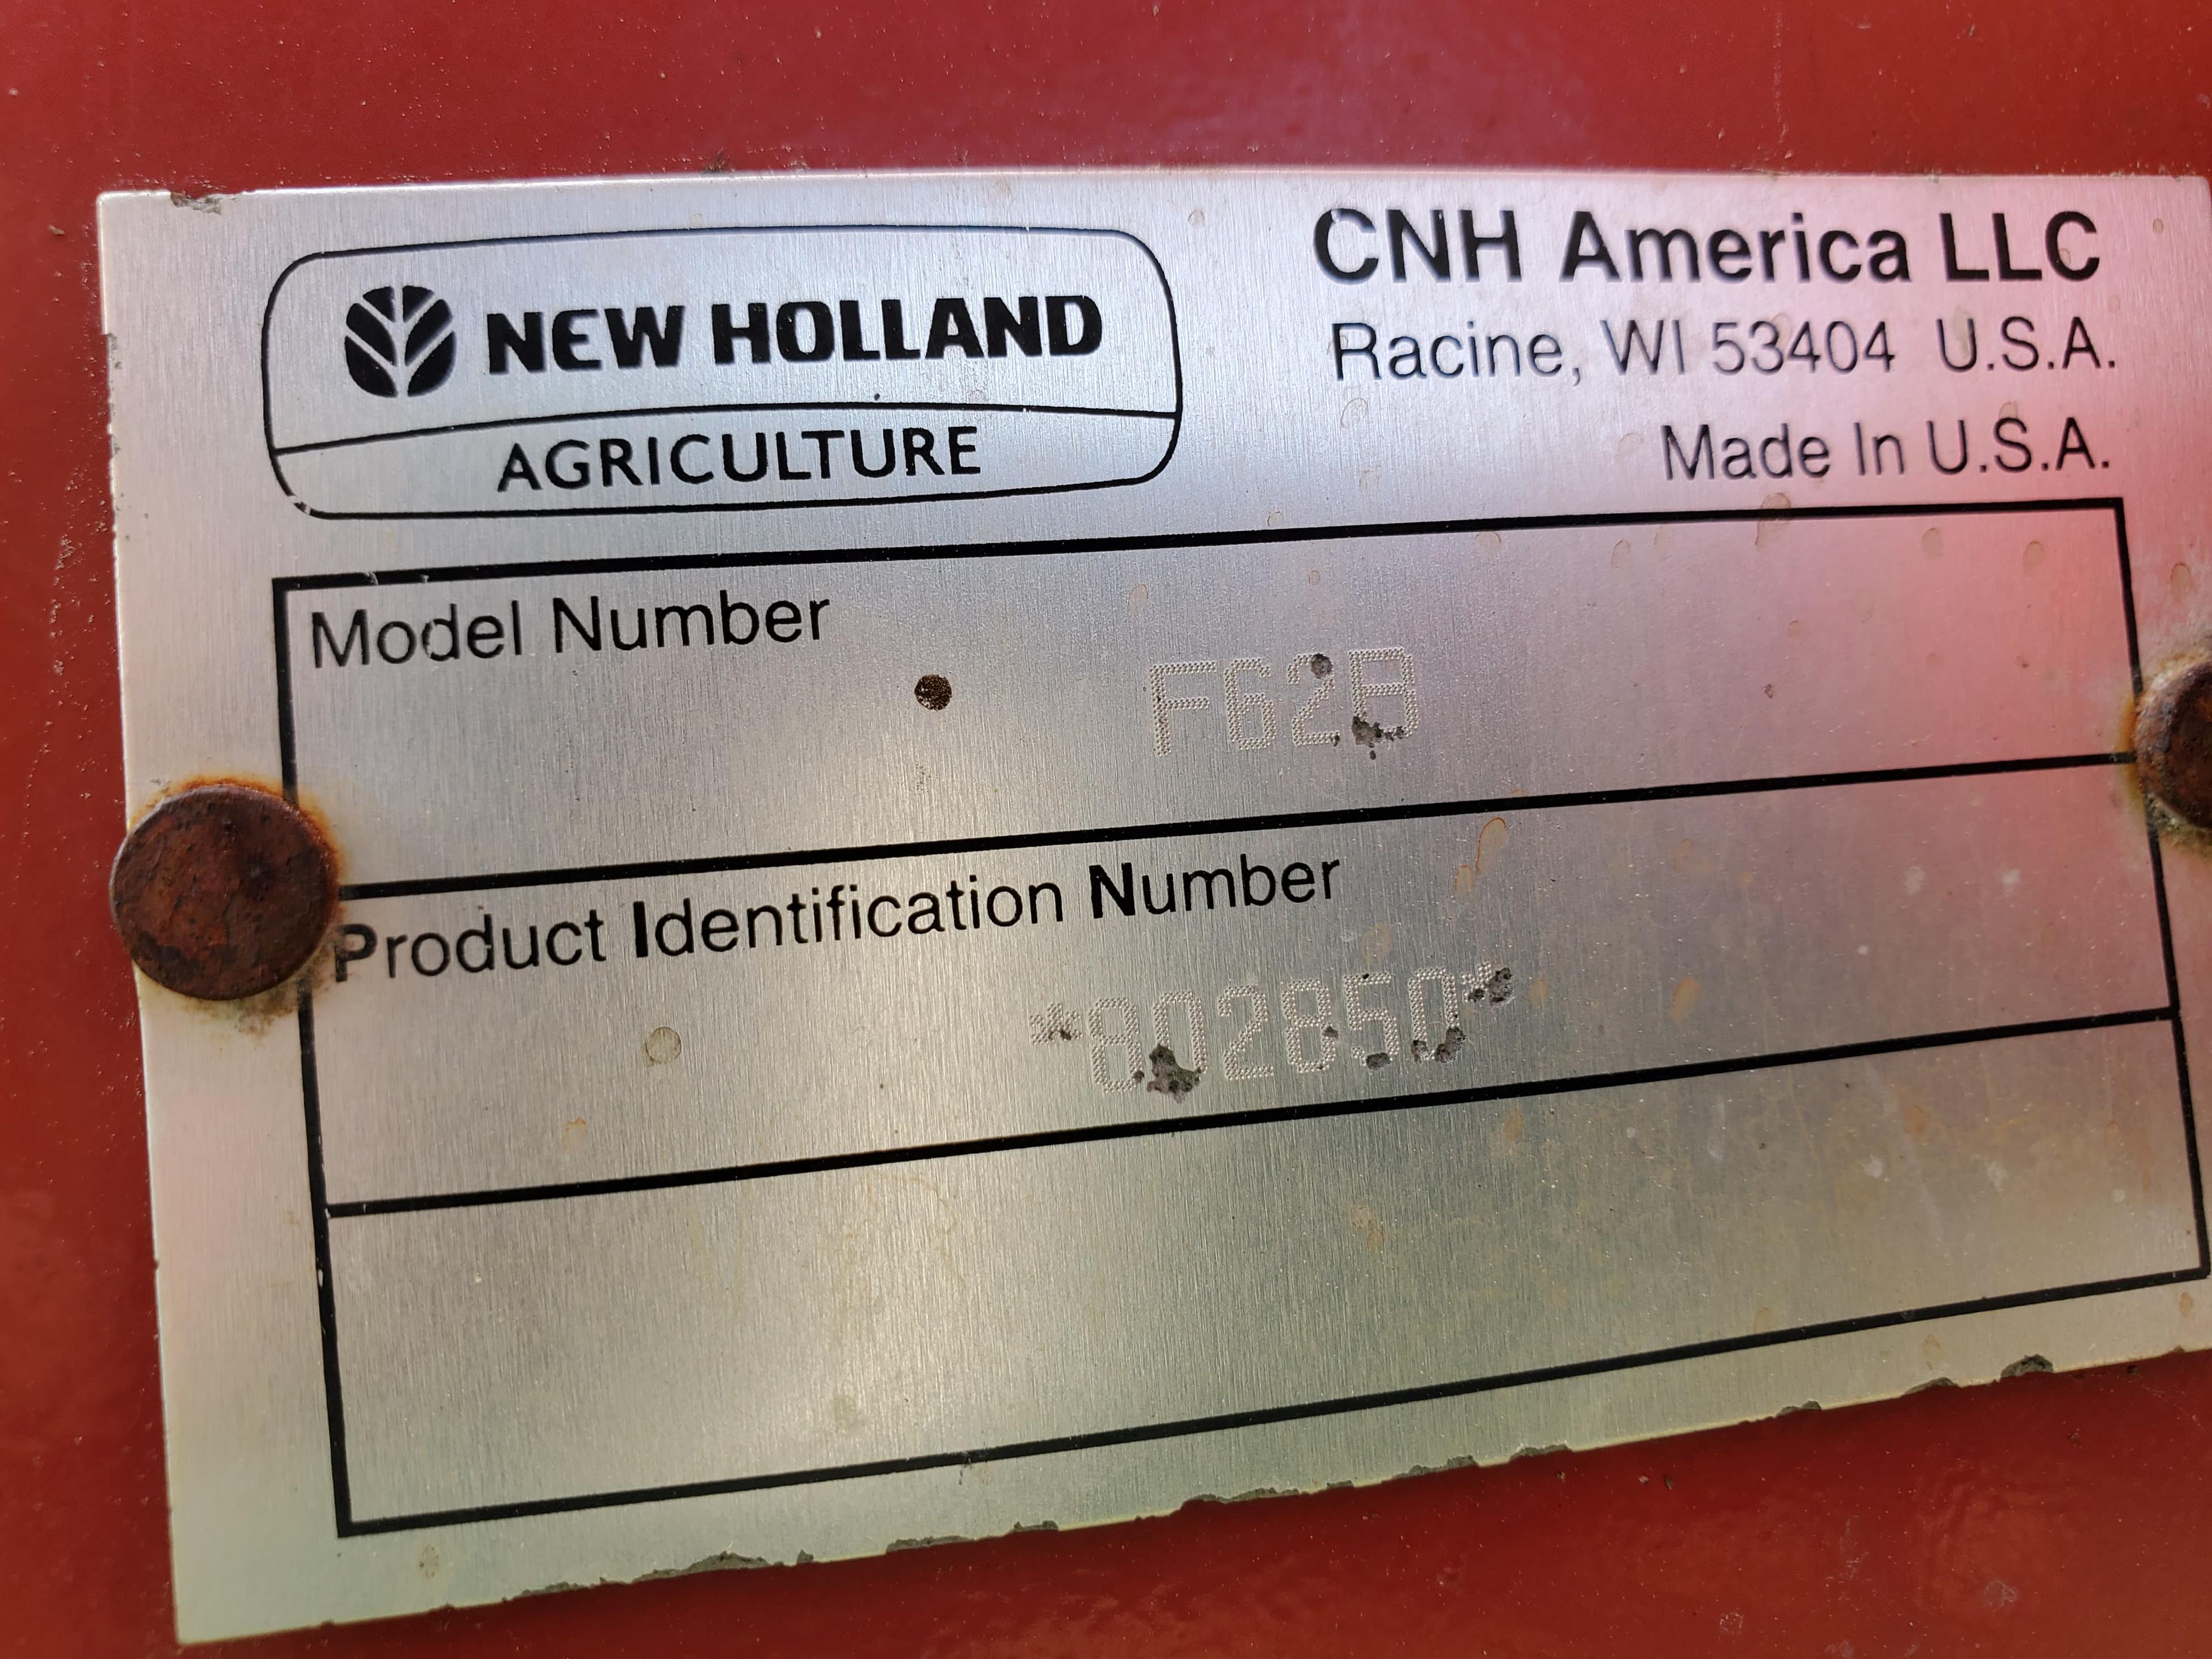 NEW HOLLAND
AGRICULTURE
CNH America LLC
Racine, WI 53404 U.S.A.
Made In U.S.A.
Model Number
F62B
Product Identification Number
*802850*